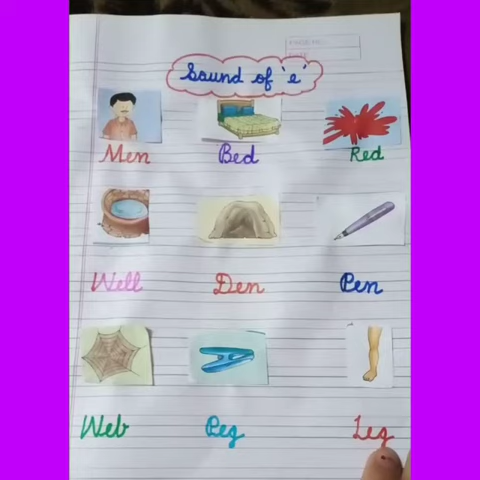 Sound of 'e'
Men Bed Red
Well Den Pen
Web Peg Leg